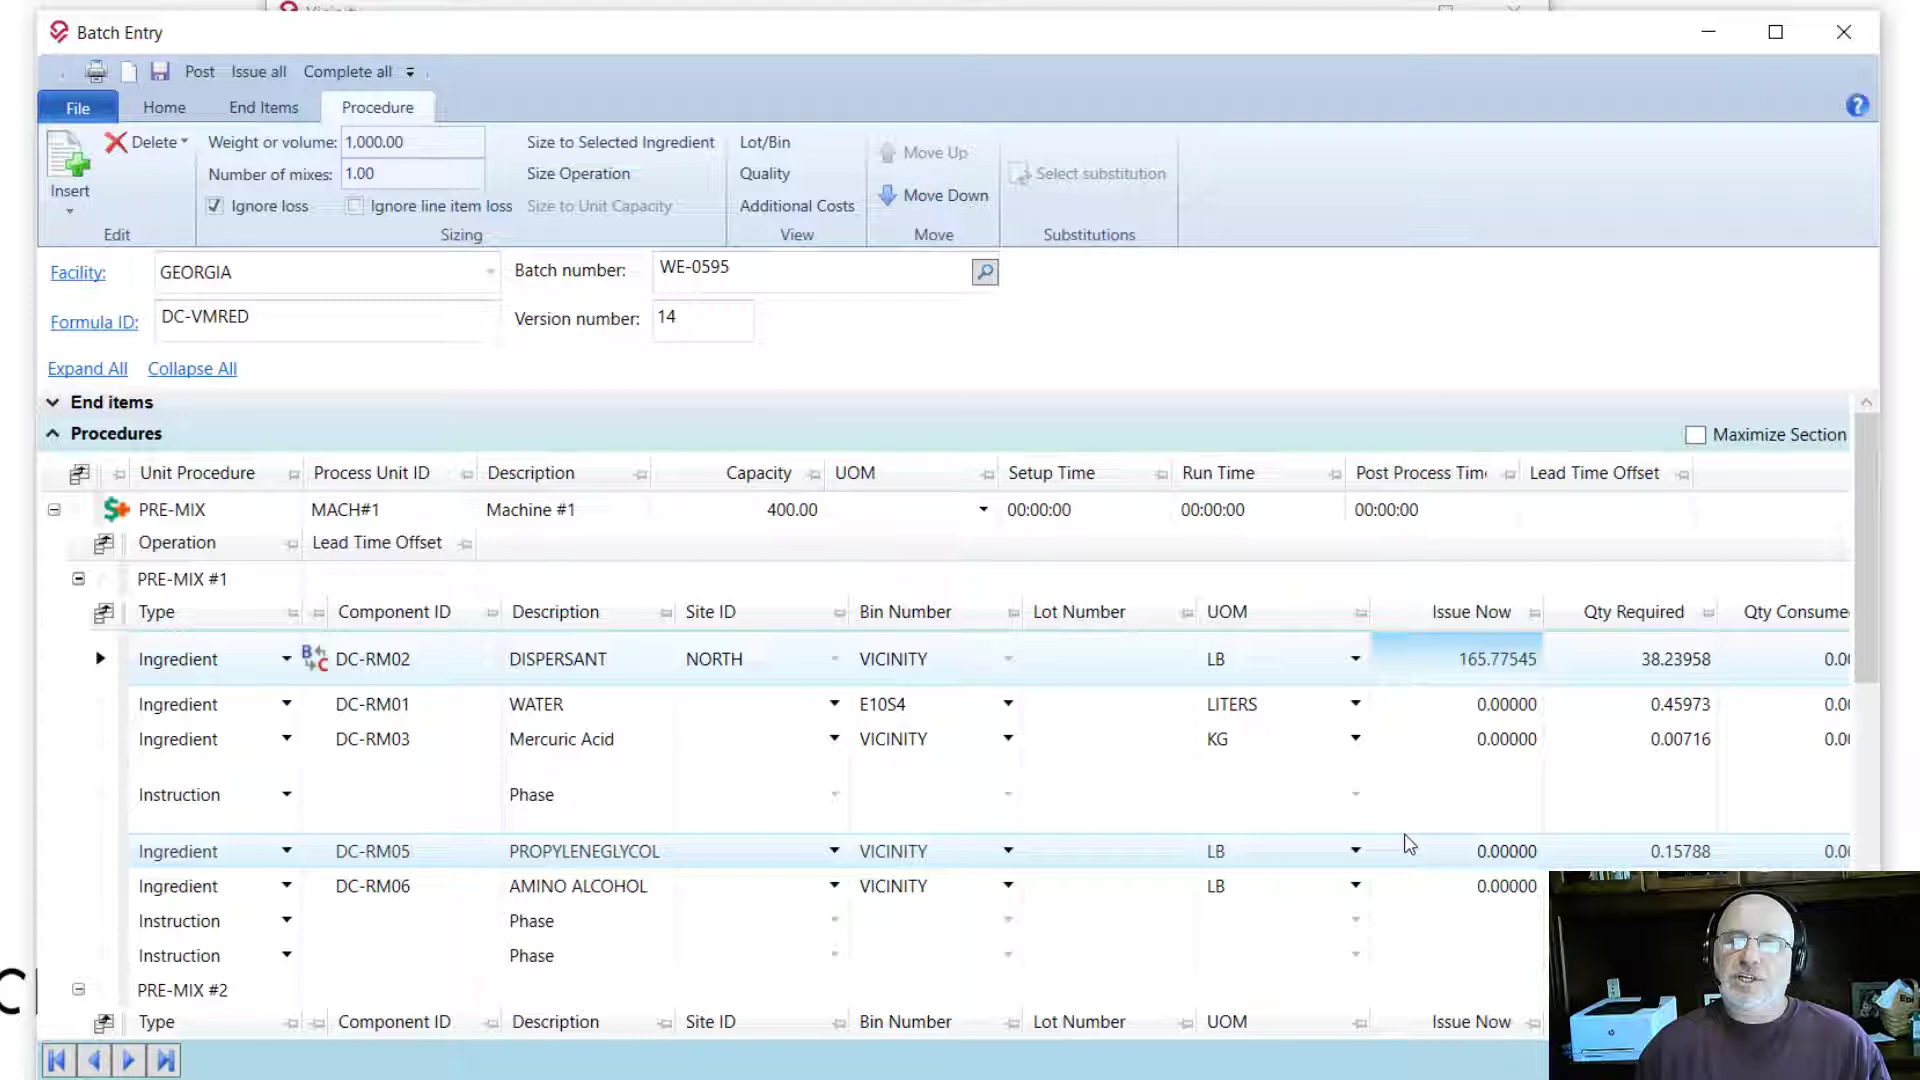 Batch Entry
Post Issue all Complete all
File Home End Items Procedure
Insert Delete Weight or volume: 1,000.00 Size to Selected Ingredient Lot/Bin Move Up Select substitution
Number of mixes: 1.00 Size Operation Quality Move Down
Ignore loss Ignore line item loss Size to Unit Capacity Additional Costs
Edit Sizing View Move Substitutions
Facility: GEORGIA Batch number: WE-0595
Formula ID: DC-VMRED Version number: 14
Expand All Collapse All
End items
Procedures Maximize Section
Unit Procedure Process Unit ID Description Capacity UOM Setup Time Run Time Post Process Tim Lead Time Offset
PRE-MIX MACH#1 Machine #1 400.00 00:00:00 00:00:00 00:00:00
Operation Lead Time Offset
PRE-MIX #1
Type Component ID Description Site ID Bin Number Lot Number UOM Issue Now Qty Required Qty Consume
Ingredient B C DC-RM02 DISPERSANT NORTH VICINITY LB 165.77545 38.23958 0.00
Ingredient DC-RM01 WATER E10S4 LITERS 0.00000 0.45973 0.00
Ingredient DC-RM03 Mercuric Acid VICINITY KG 0.00000 0.00716 0.00
Instruction Phase
Ingredient DC-RM05 PROPYLENEGLYCOL VICINITY LB 0.00000 0.15788 0.00
Ingredient DC-RM06 AMINO ALCOHOL VICINITY LB 0.00000
Instruction Phase
Instruction Phase
PRE-MIX #2
Type Component ID Description Site ID Bin Number Lot Number UOM Issue Now